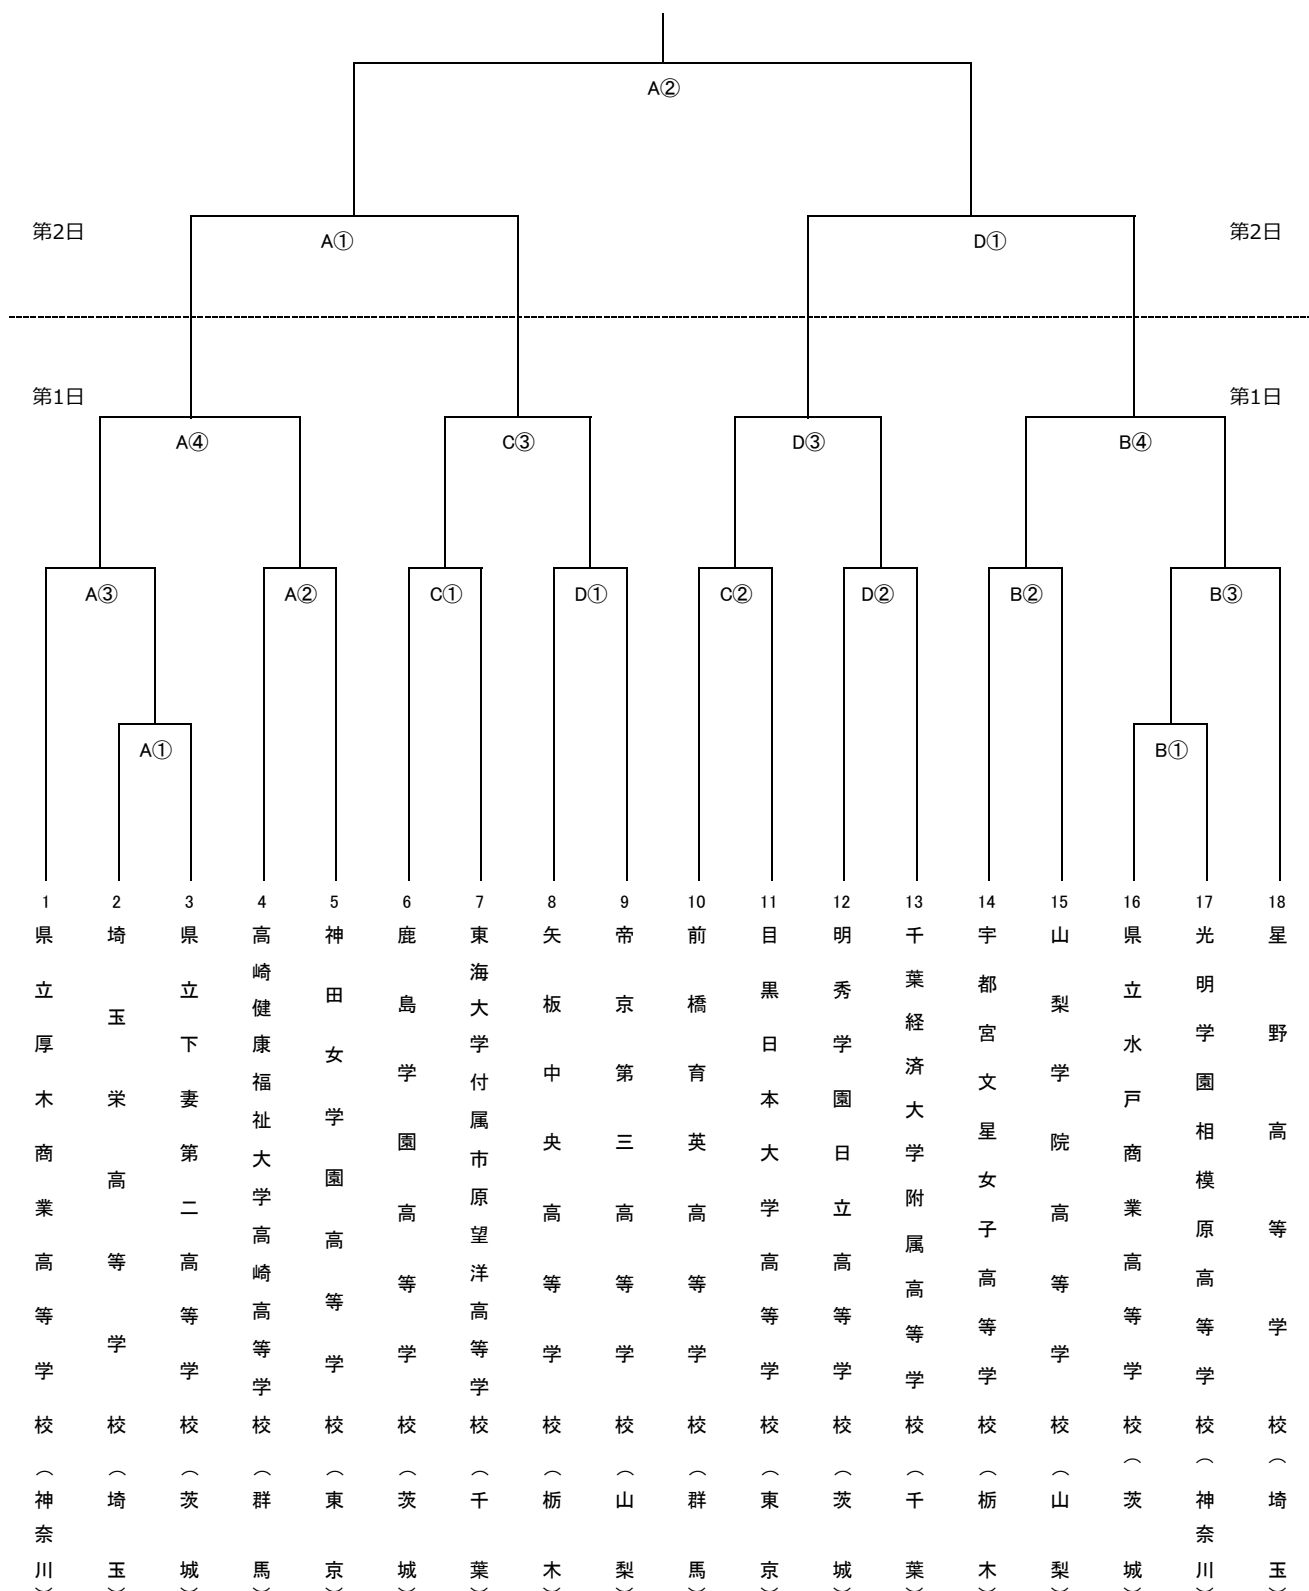 A②
第2日
A①
D①
第2日
第1日
第1日
A④
C③
D③
B④
A③
A②
C①
D①
C②
D②
B②
B③
A①
B①
1
県立厚木商業高等学校（神奈川）
2
埼玉栄高等学校（埼玉）
3
県立下妻第二高等学校（茨城）
4
高崎健康福祉大学高崎高等学校（群馬）
5
神田女学園高等学校（東京）
6
鹿島学園高等学校（茨城）
7
東海大学付属市原望洋高等学校（千葉）
8
矢板中央高等学校（栃木）
9
帝京第三高等学校（山梨）
10
前橋育英高等学校（群馬）
11
目黒日本大学高等学校（東京）
12
明秀学園日立高等学校（茨城）
13
千葉経済大学附属高等学校（千葉）
14
宇都宮文星女子高等学校（栃木）
15
山梨学院高等学校（山梨）
16
県立水戸商業高等学校（茨城）
17
光明学園相模原高等学校（神奈川）
18
星野高等学校（埼玉）